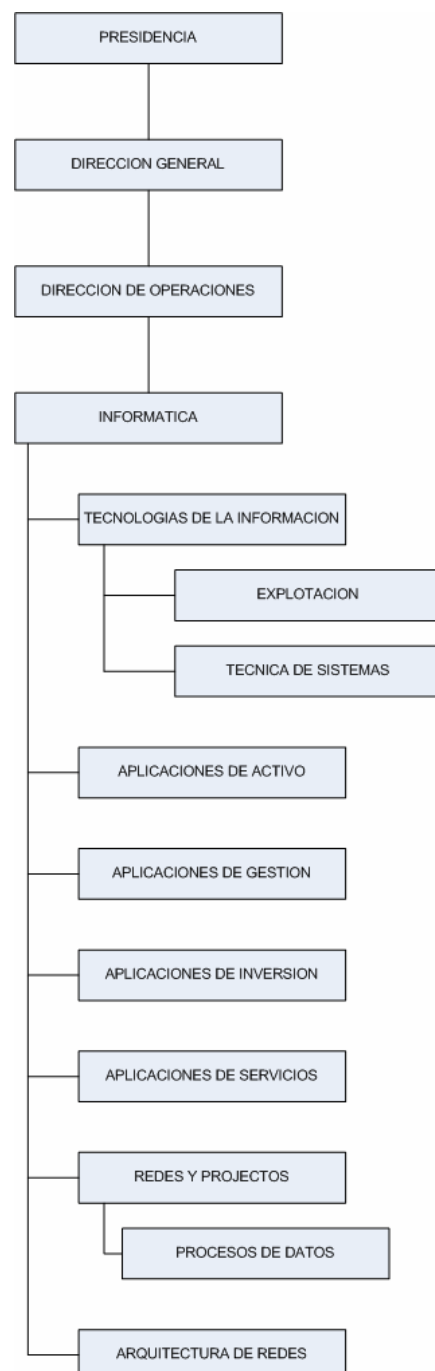 PRESIDENCIA
DIRECCION GENERAL
DIRECCION DE OPERACIONES
INFORMATICA
TECNOLOGIAS DE LA INFORMACION
EXPLOTACION
TECNICA DE SISTEMAS
APLICACIONES DE ACTIVO
APLICACIONES DE GESTION
APLICACIONES DE INVERSION
APLICACIONES DE SERVICIOS
REDES Y PROJECTOS
PROCESOS DE DATOS
ARQUITECTURA DE REDES